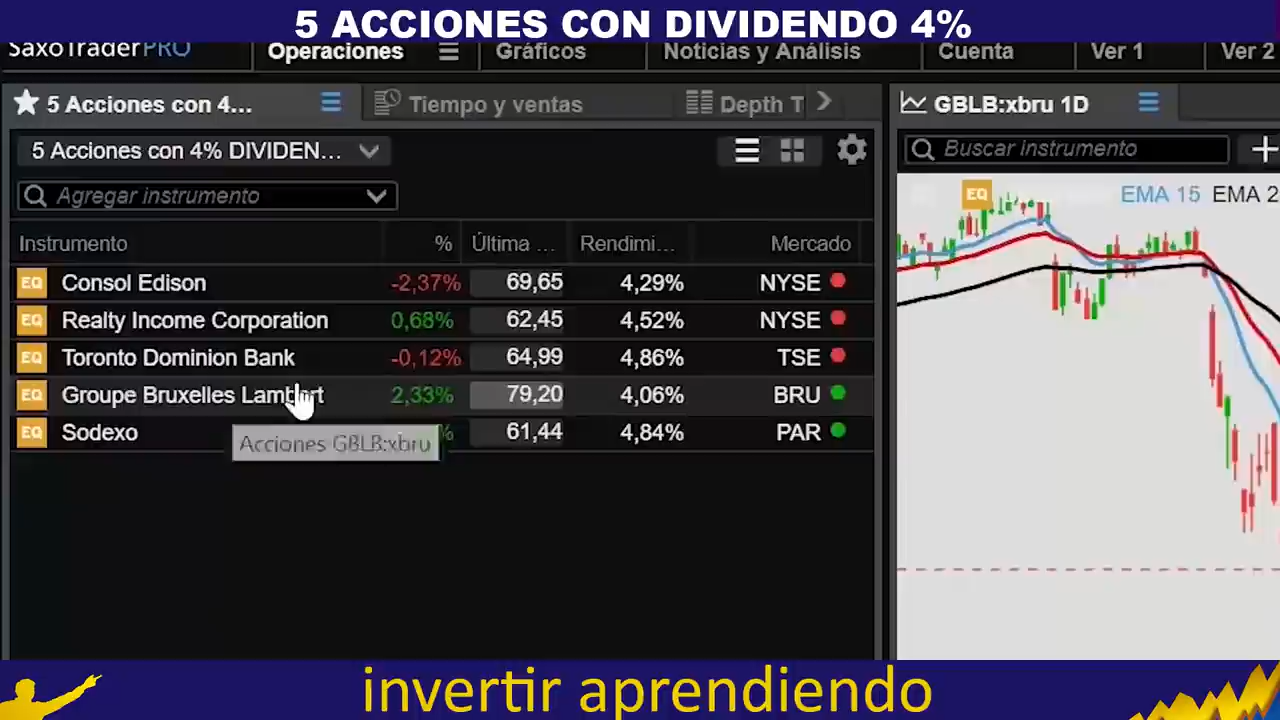 5 ACCIONES CON DIVIDENDO 4%
SaxoTraderPRO
Operaciones
Gráficos
Noticias y Análisis
Cuenta
Ver 1
Ver 2
5 Acciones con 4...
Tiempo y ventas
Depth T
GBLB:xbru 1D
5 Acciones con 4% DIVIDEN...
Buscar instrumento
Agregar instrumento
EQ EMA 15 EMA 2
Instrumento % Última ... Rendimi... Mercado
EQ Consol Edison -2,37% 69,65 4,29% NYSE
EQ Realty Income Corporation 0,68% 62,45 4,52% NYSE
EQ Toronto Dominion Bank -0,12% 64,99 4,86% TSE
EQ Groupe Bruxelles Lambert 2,33% 79,20 4,06% BRU
EQ Sodexo % 61,44 4,84% PAR
Acciones GBLB:xbru
invertir aprendiendo